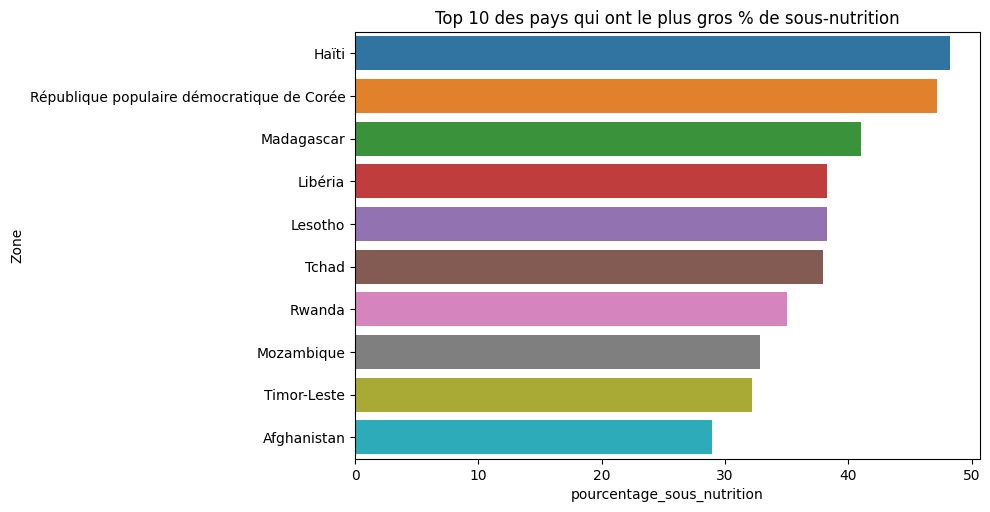 Top 10 des pays qui ont le plus gros % de sous-nutrition
Zone
Haïti
République populaire démocratique de Corée
Madagascar
Libéria
Lesotho
Tchad
Rwanda
Mozambique
Timor-Leste
Afghanistan
0 10 20 30 40 50
pourcentage_sous_nutrition